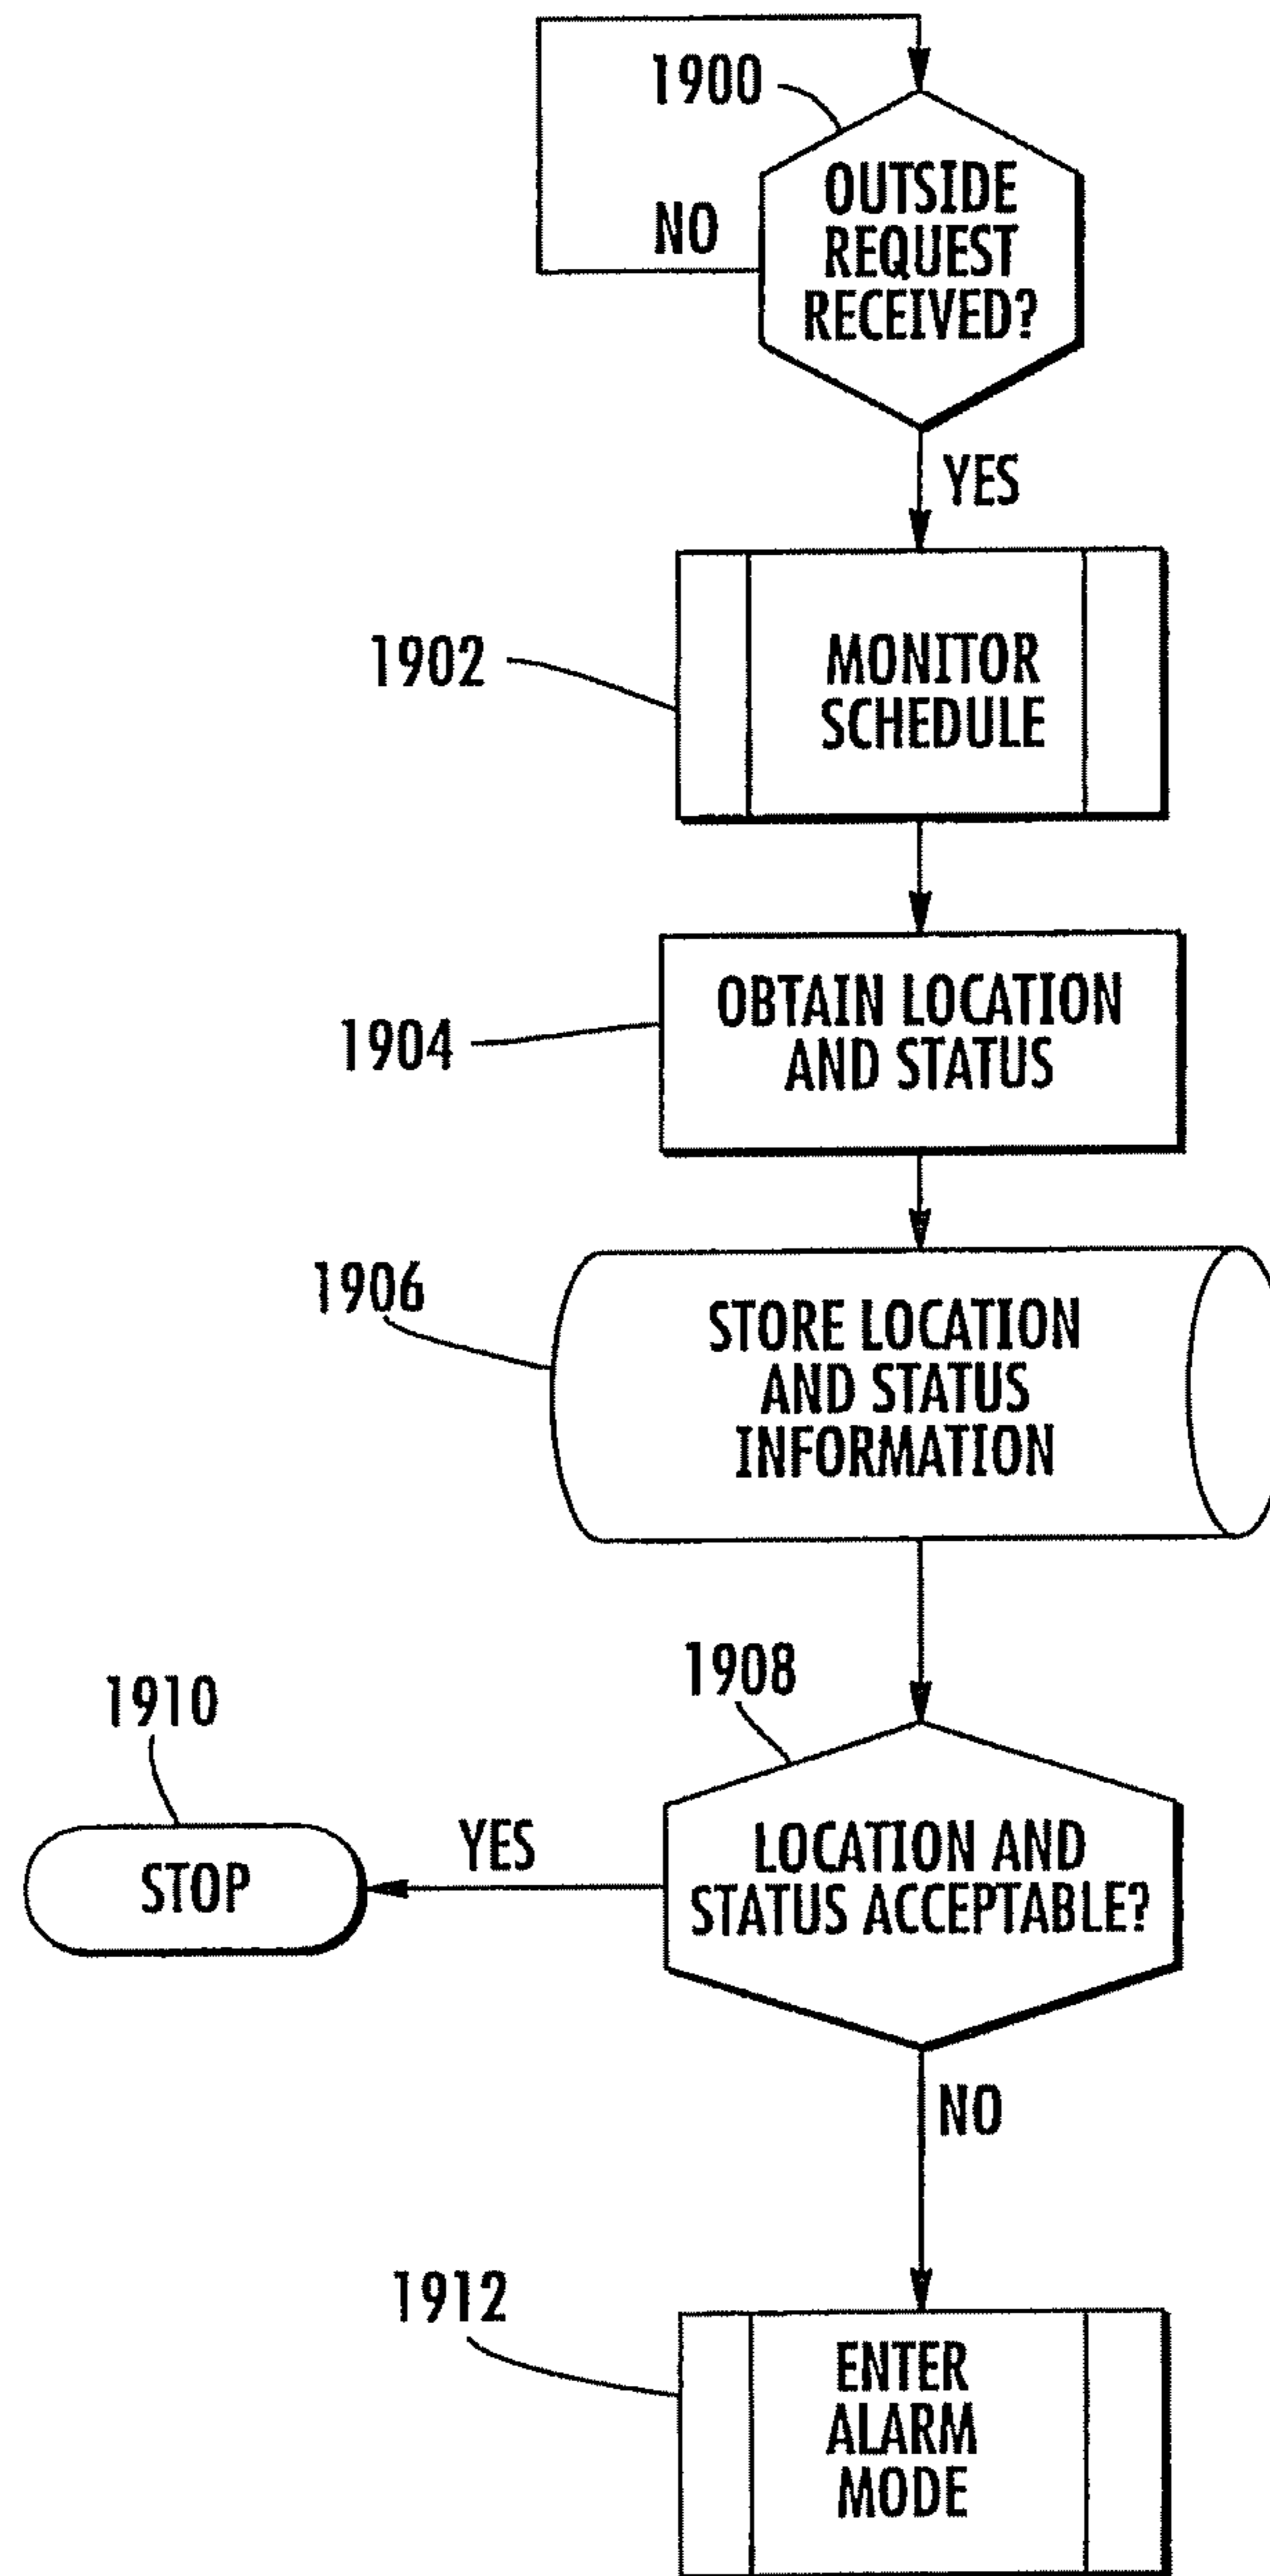 1900
OUTSIDE
REQUEST
RECEIVED?
NO
YES
1902
MONITOR
SCHEDULE
1904
OBTAIN LOCATION
AND STATUS
1906
STORE LOCATION
AND STATUS
INFORMATION
1908
LOCATION AND
STATUS ACCEPTABLE?
YES
1910
STOP
NO
1912
ENTER
ALARM
MODE